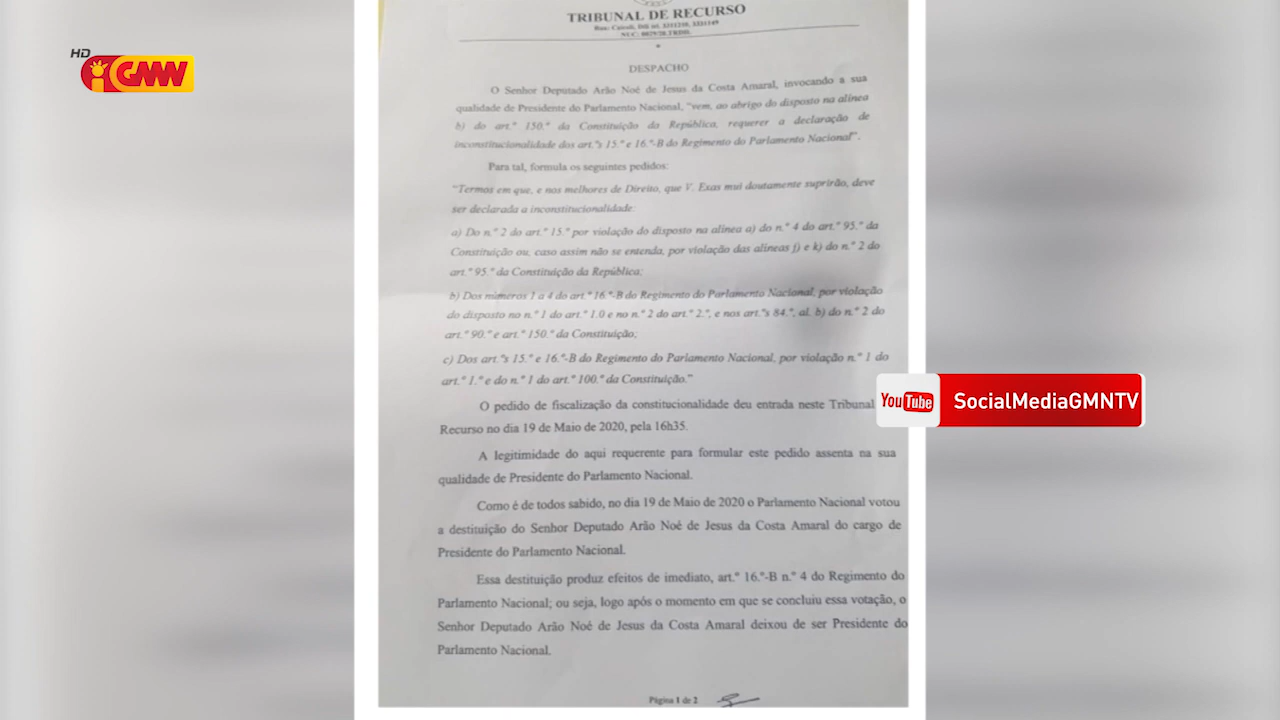 TRIBUNAL DE RECURSO
Rua: Caicoli, Dili tel. 3331149
NUC: 0029/20.TRDD.
HD
GMN
DESPACHO
O Senhor Deputado Arão Noé de Jesus da Costa Amaral, invocando a sua
qualidade de Presidente do Parlamento Nacional, "vem, ao abrigo do disposto na alínea
b) do art.º 150.º da Constituição da República, requerer a declaração de
inconstitucionalidade dos art.ºs 15.º e 16.º-B do Regimento do Parlamento Nacional".
Para tal, formula os seguintes pedidos:
"Termos em que, e nos melhores de Direito, que V. Exas mui doutamente suprirão, deve
ser declarada a inconstitucionalidade:
a) Do n.º 2 do art.º 15.º por violação do disposto na alínea a) do n.º 4 do art.º 95.º da
Constituição ou, caso assim não se entenda, por violação das alíneas j) e k) do n.º 2 do
art.º 95.º da Constituição da República;
b) Dos números 1 a 4 do art.º 16.º-B do Regimento do Parlamento Nacional, por violação
do disposto no n.º 1 do art.º 1.0 e no n.º 2 do art.º 2.º, e nos art.ºs 84.º, al. b) do n.º 2 do
art.º 90.º e art.º 150.º da Constituição;
c) Dos art.ºs 15.º e 16.º-B do Regimento do Parlamento Nacional, por violação n.º 1 do
art.º 1.º e do n.º 1 do art.º 100.º da Constituição."
O pedido de fiscalização da constitucionalidade deu entrada neste Tribunal
Recurso no dia 19 de Maio de 2020, pela 16h35.
YouTube SocialMediaGMNTV
A legitimidade do aqui requerente para formular este pedido assenta na sua
qualidade de Presidente do Parlamento Nacional.
Como é de todos sabido, no dia 19 de Maio de 2020 o Parlamento Nacional votou
a destituição do Senhor Deputado Arão Noé de Jesus da Costa Amaral do cargo de
Presidente do Parlamento Nacional.
Essa destituição produz efeitos de imediato, art.º 16.º-B n.º 4 do Regimento do
Parlamento Nacional; ou seja, logo após o momento em que se concluiu essa votação, o
Senhor Deputado Arão Noé de Jesus da Costa Amaral deixou de ser Presidente do
Parlamento Nacional.
Página 1 de 2